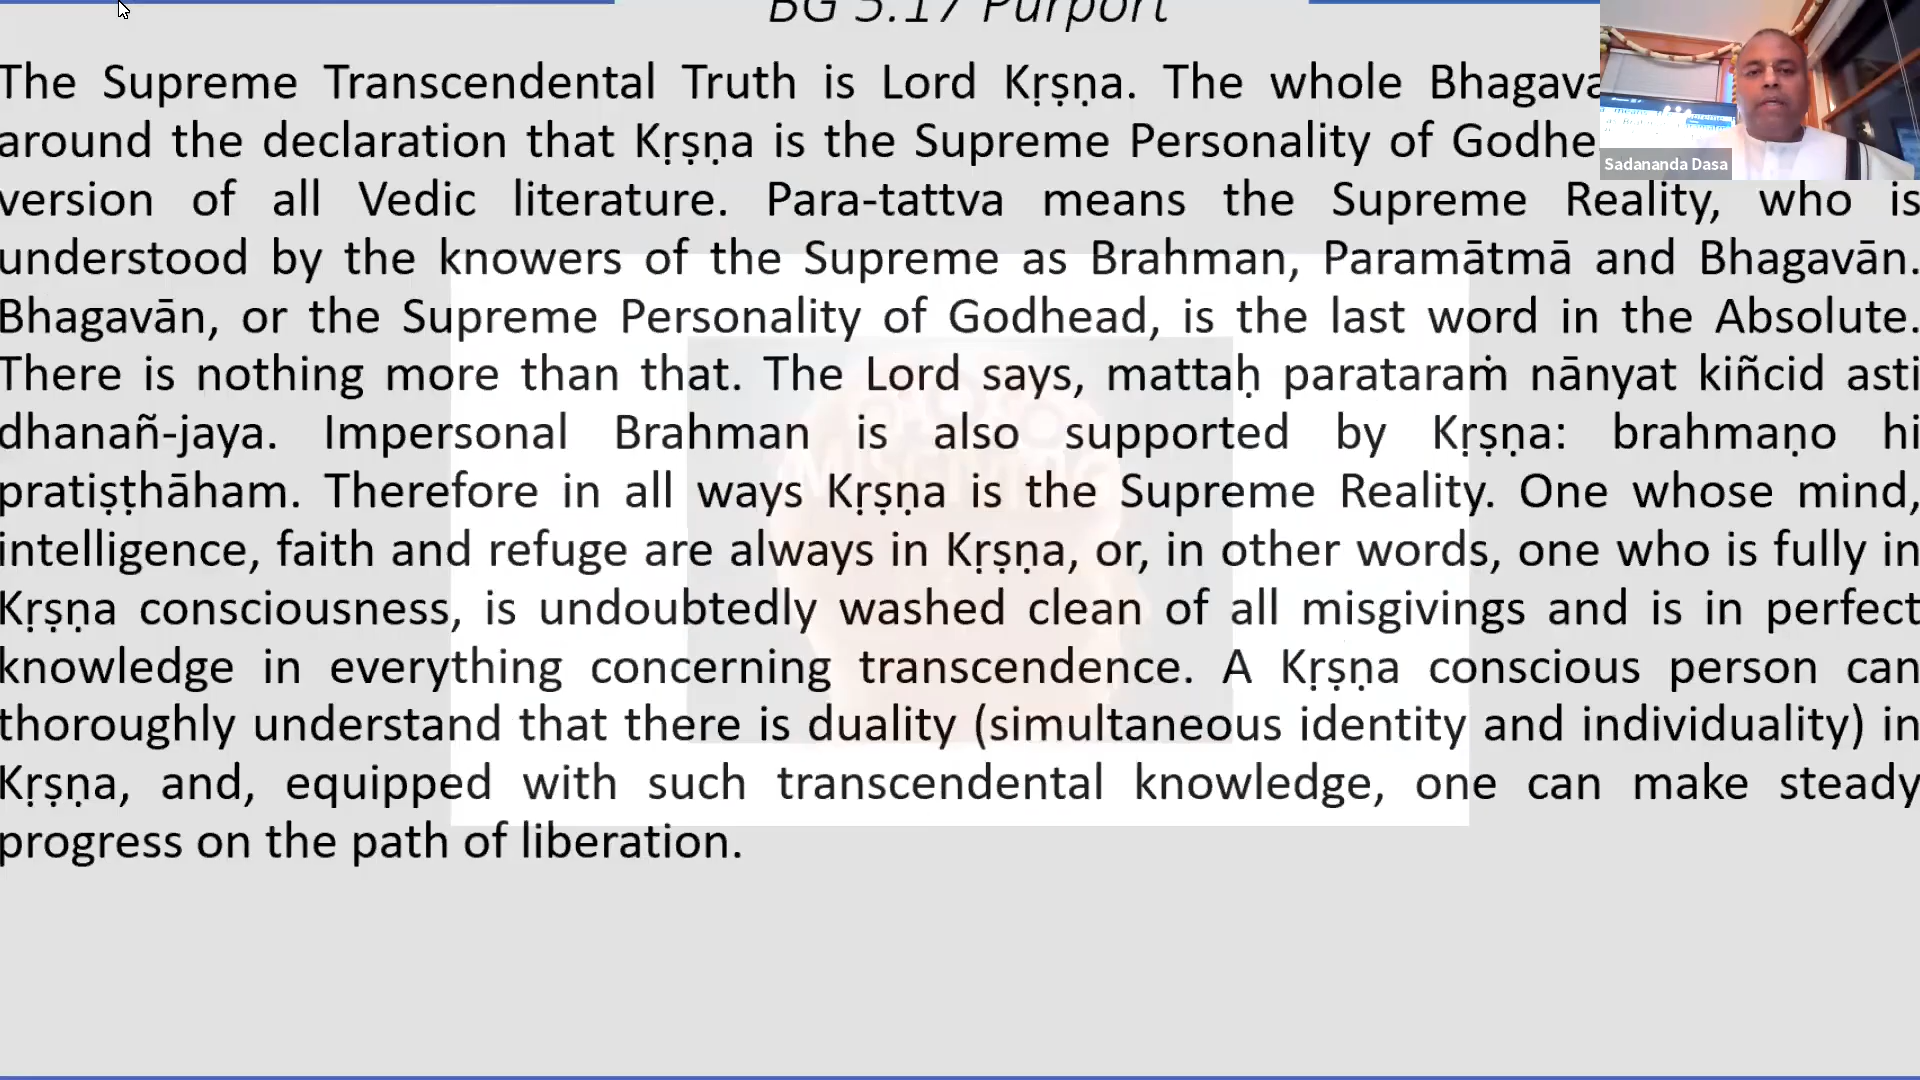 BG 5.17 Purport
The Supreme Transcendental Truth is Lord Kṛṣṇa. The whole
around the declaration that Kṛṣṇa is the Supreme Personality of
version of all Vedic literature. Para-tattva means the Supreme Reality, who is
understood by the knowers of the Supreme as Brahman, Paramātmā and Bhagavān.
Bhagavān, or the Supreme Personality of Godhead, is the last word in the Absolute.
There is nothing more than that. The Lord says, mattaḥ parataraṁ nānyat kiñcid asti
dhanañ-jaya. Impersonal Brahman is also supported by Kṛṣṇa: brahmaṇo hi
pratiṣṭhāham. Therefore in all ways Kṛṣṇa is the Supreme Reality. One whose mind,
intelligence, faith and refuge are always in Kṛṣṇa, or, in other words, one who is fully in
Kṛṣṇa consciousness, is undoubtedly washed clean of all misgivings and is in perfect
knowledge in everything concerning transcendence. A Kṛṣṇa conscious person can
thoroughly understand that there is duality (simultaneous identity and individuality) in
Kṛṣṇa, and, equipped with such transcendental knowledge, one can make steady
progress on the path of liberation.
Sadananda Dasa